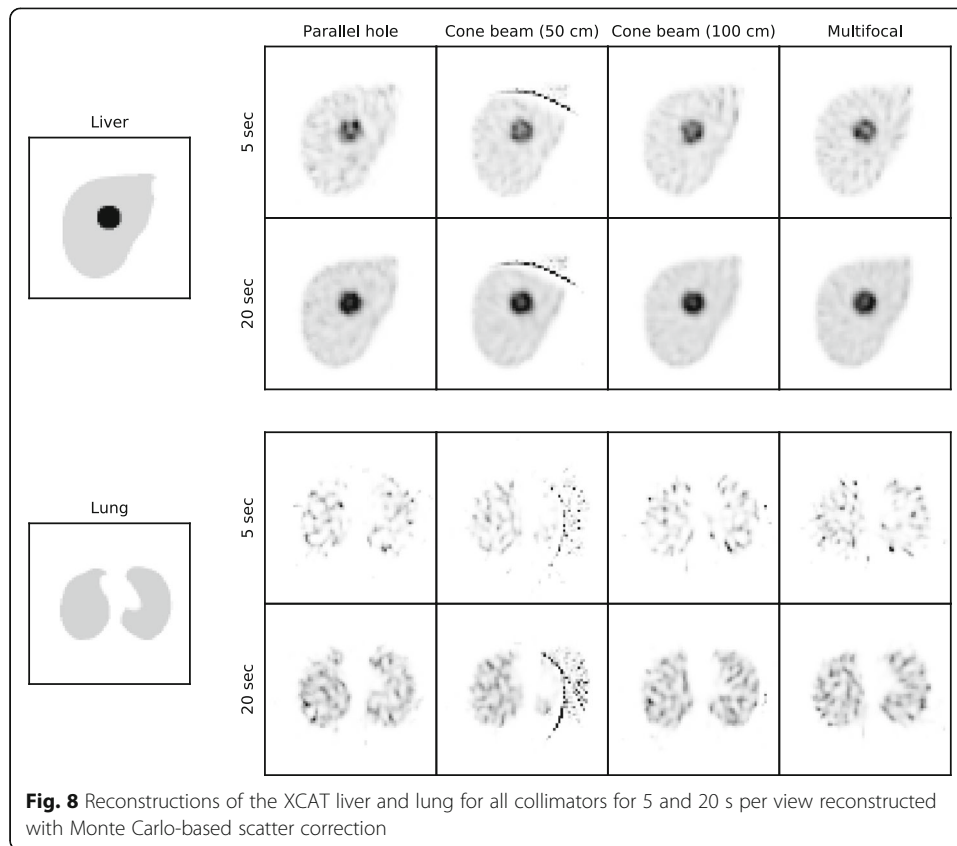 Parallel hole Cone beam (50 cm) Cone beam (100 cm) Multifocal
Liver
5 sec
20 sec
Lung
5 sec
20 sec
Fig. 8 Reconstructions of the XCAT liver and lung for all collimators for 5 and 20 s per view reconstructed
with Monte Carlo-based scatter correction